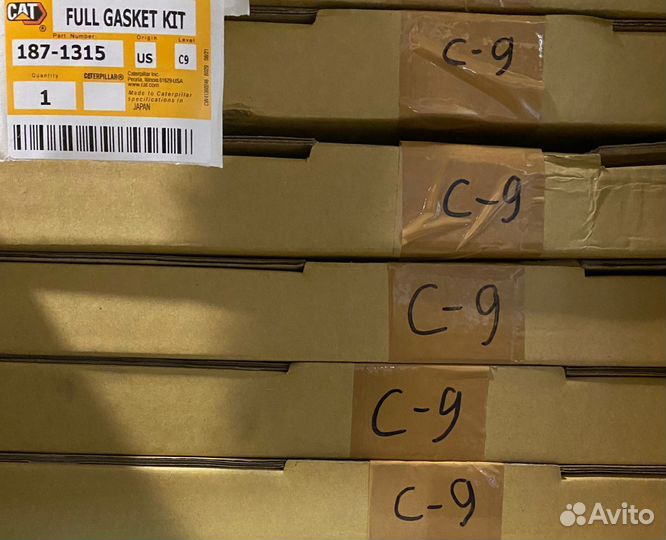 CAT FULL GASKET KIT
Part Number Origin Level
187-1315 US C9
Quantity CATERPILLAR® Caterpillar Inc.
Peoria, Illinois 61629-USA
www.cat.com
1 Made to Caterpillar
specifications in
JAPAN
C-9
C-9
C-9
C-9
C-9
Avito